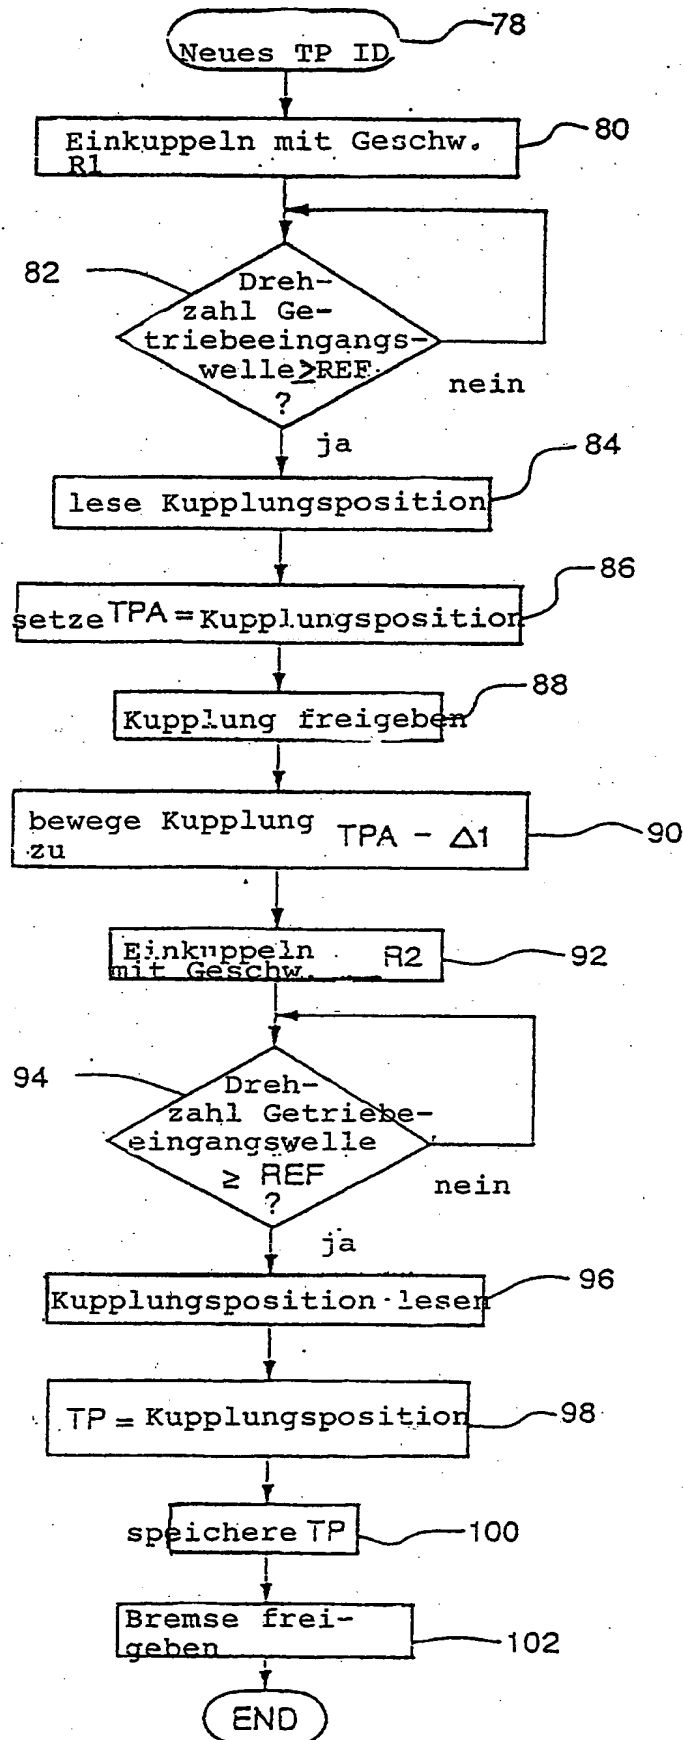 Neues TP ID
78
Einkuppeln mit Geschw.
R1
80
82
Dreh-
zahl Ge-
triebeeingangs-
welle≥REF
?
nein
ja
84
lese Kupplungsposition
86
setze TPA = Kupplungsposition
88
Kupplung freigeben
bewege Kupplung
zu
TPA - Δ1
90
Einkuppeln
mit Geschw.
R2
92
94
Dreh-
zahl Getriebe-
eingangswelle
≥ REF
?
nein
ja
96
Kupplungsposition lesen
TP = Kupplungsposition
98
speichere TP
100
Bremse frei-
geben
102
END